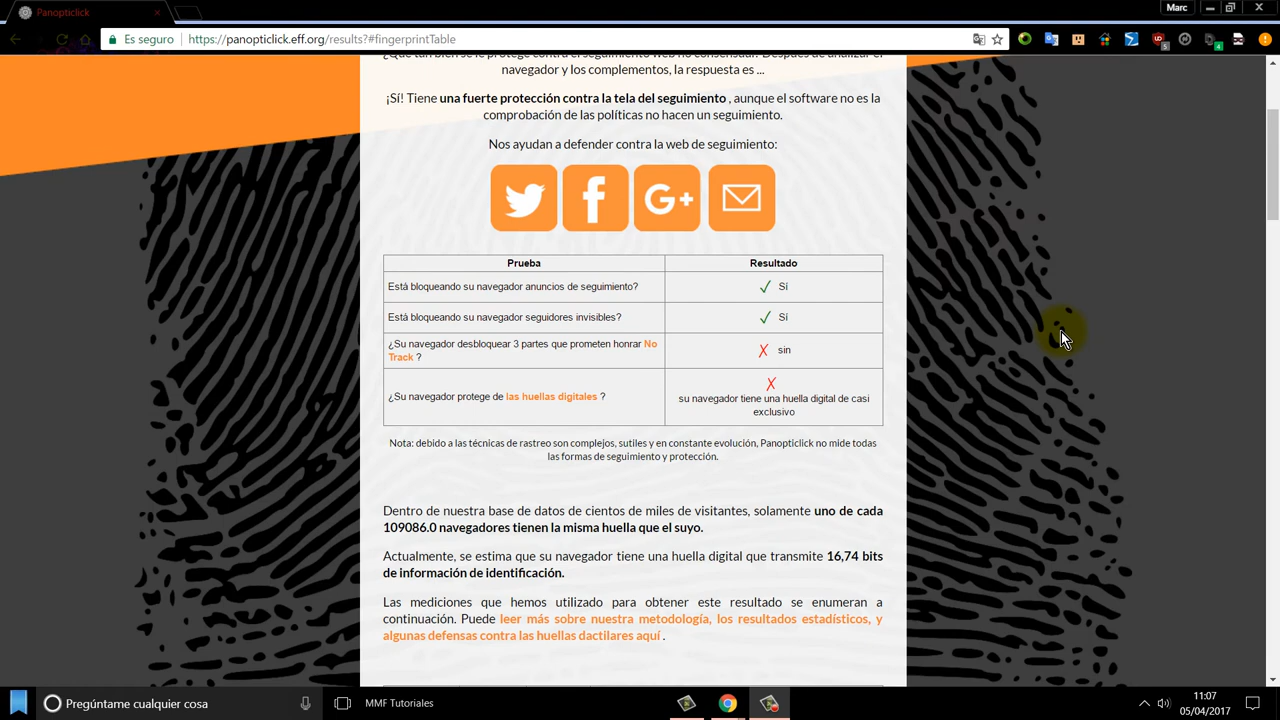 Panopticlick
Marc
Es seguro
https://panopticlick.eff.org/results?#fingerprintTable
navegador y los complementos, la respuesta es ...
¡Sí! Tiene una fuerte protección contra la tela del seguimiento , aunque el software no es la
comprobación de las políticas no hacen un seguimiento.
Nos ayudan a defender contra la web de seguimiento:
G+
Prueba
Resultado
Está bloqueando su navegador anuncios de seguimiento?
Sí
Está bloqueando su navegador seguidores invisibles?
Sí
¿Su navegador desbloquear 3 partes que prometen honrar No
Track ?
sin
¿Su navegador protege de las huellas digitales ?
su navegador tiene una huella digital de casi
exclusivo
Nota: debido a las técnicas de rastreo son complejos, sutiles y en constante evolución, Panopticlick no mide todas
las formas de seguimiento y protección.
Dentro de nuestra base de datos de cientos de miles de visitantes, solamente uno de cada
109086.0 navegadores tienen la misma huella que el suyo.
Actualmente, se estima que su navegador tiene una huella digital que transmite 16,74 bits
de información de identificación.
Las mediciones que hemos utilizado para obtener este resultado se enumeran a
continuación. Puede leer más sobre nuestra metodología, los resultados estadísticos, y
algunas defensas contra las huellas dactilares aquí .
Pregúntame cualquier cosa
MMF Tutoriales
11:07
05/04/2017